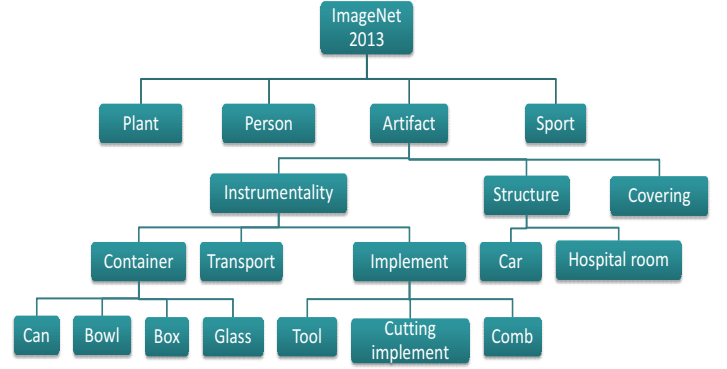 ImageNet
2013
Plant
Person
Artifact
Sport
Instrumentality
Structure
Covering
Container
Transport
Implement
Car
Hospital room
Can
Bowl
Box
Glass
Tool
Cutting
implement
Comb